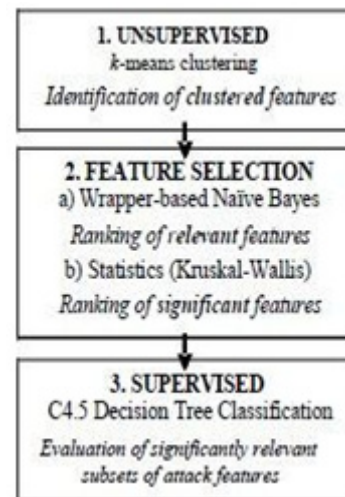 1. UNSUPERVISED
k-means clustering
Identification of clustered features
2. FEATURE SELECTION
a) Wrapper-based Naïve Bayes
Ranking of relevant features
b) Statistics (Kruskal-Wallis)
Ranking of significant features
3. SUPERVISED
C4.5 Decision Tree Classification
Evaluation of significantly relevant
subsets of attack features